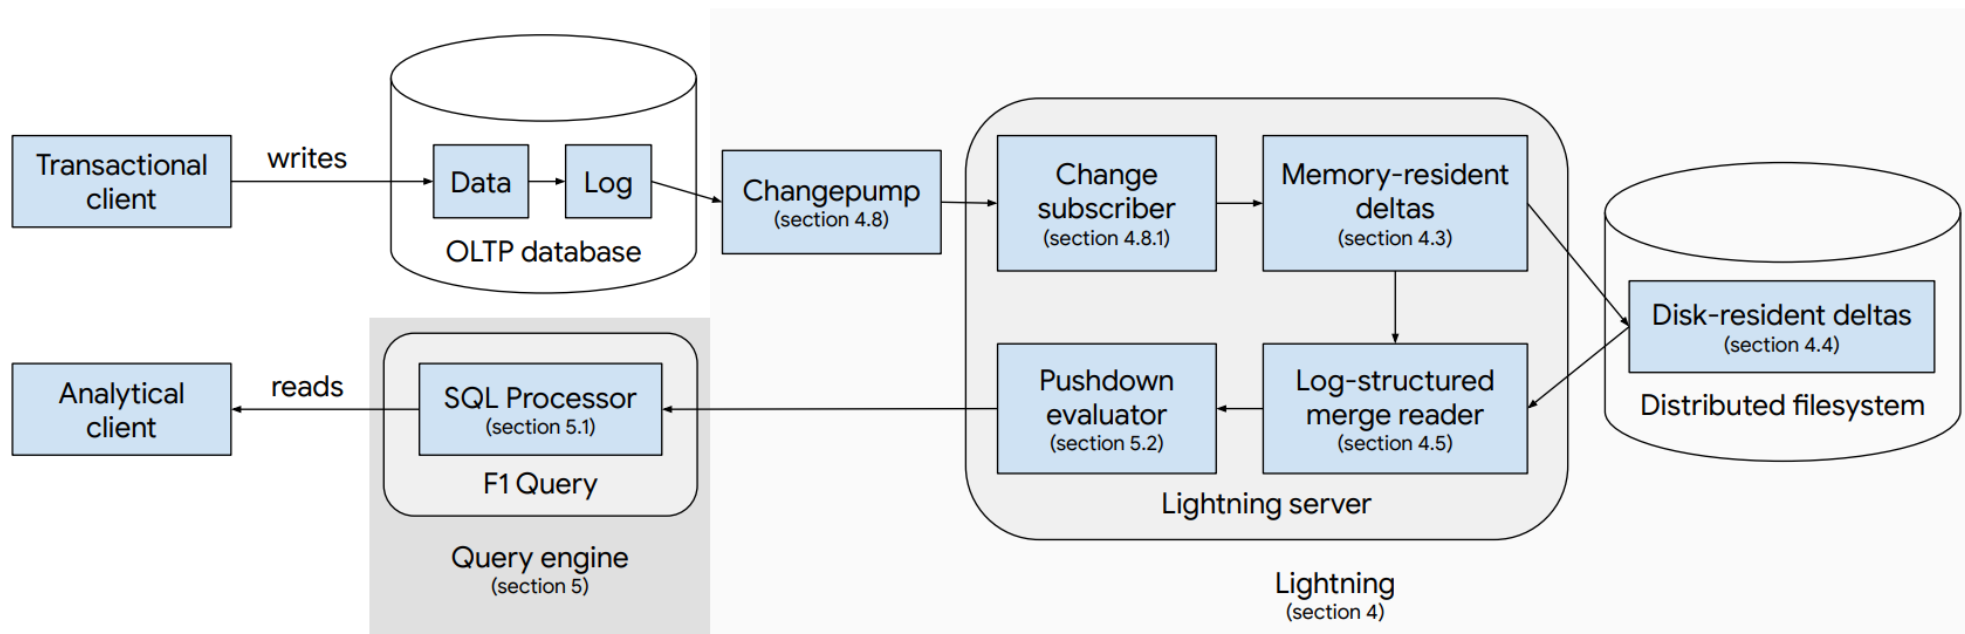 Transactional
client
writes
Data
Log
OLTP database
Changepump
(section 4.8)
Change
subscriber
(section 4.8.1)
Memory-resident
deltas
(section 4.3)
Disk-resident deltas
(section 4.4)
Distributed filesystem
Analytical
client
reads
SQL Processor
(section 5.1)
F1 Query
Query engine
(section 5)
Pushdown
evaluator
(section 5.2)
Log-structured
merge reader
(section 4.5)
Lightning server
Lightning
(section 4)